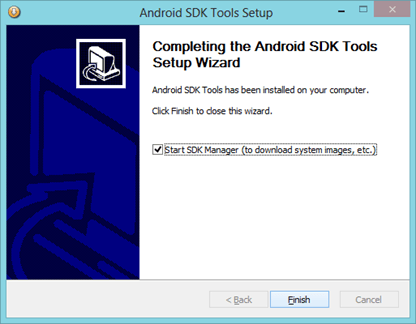 Android SDK Tools Setup
Completing the Android SDK Tools
Setup Wizard
Android SDK Tools has been installed on your computer.
Click Finish to close this wizard.
Start SDK Manager (to download system images, etc.)
< Back
Finish
Cancel